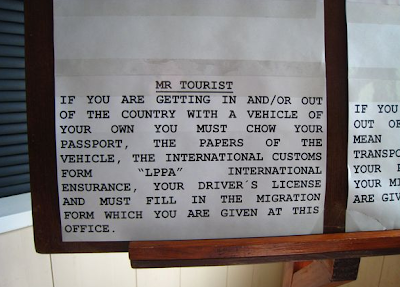 MR TOURIST
IF YOU ARE GETTING IN AND/OR OUT
OF THE COUNTRY WITH A VEHICLE OF
YOUR OWN YOU MUST CHOW YOUR
PASSPORT, THE PAPERS OF THE
VEHICLE, THE INTERNATIONAL CUSTOMS
FORM "LPPA" INTERNATIONAL
ENSURANCE, YOUR DRIVER´S LICENSE
AND MUST FILL IN THE MIGRATION
FORM WHICH YOU ARE GIVEN AT THIS
OFFICE.
IF YOU
OUT OF
MEAN
TRANSPO
YOUR P
YOUR MI
ARE GIV